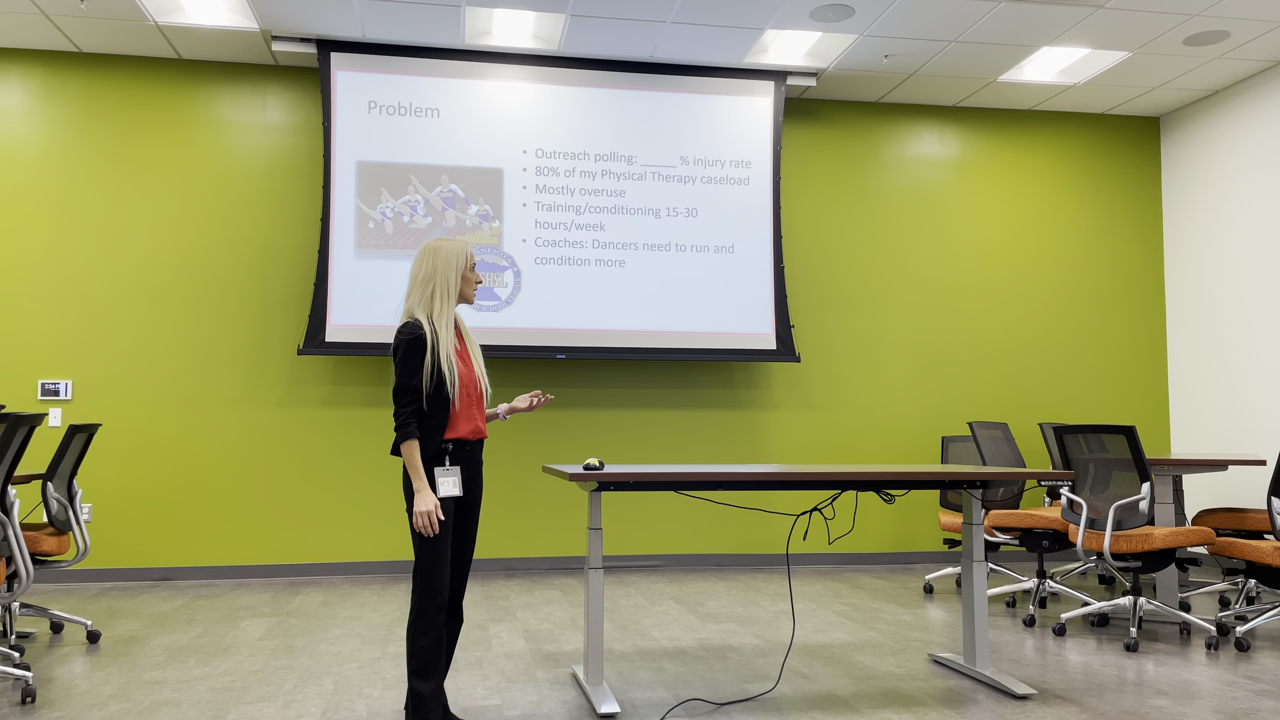 Problem
• Outreach polling: _____ % injury rate
• 80% of my Physical Therapy caseload
• Mostly overuse
• Training/conditioning 15-30
hours/week
• Coaches: Dancers need to run and
condition more